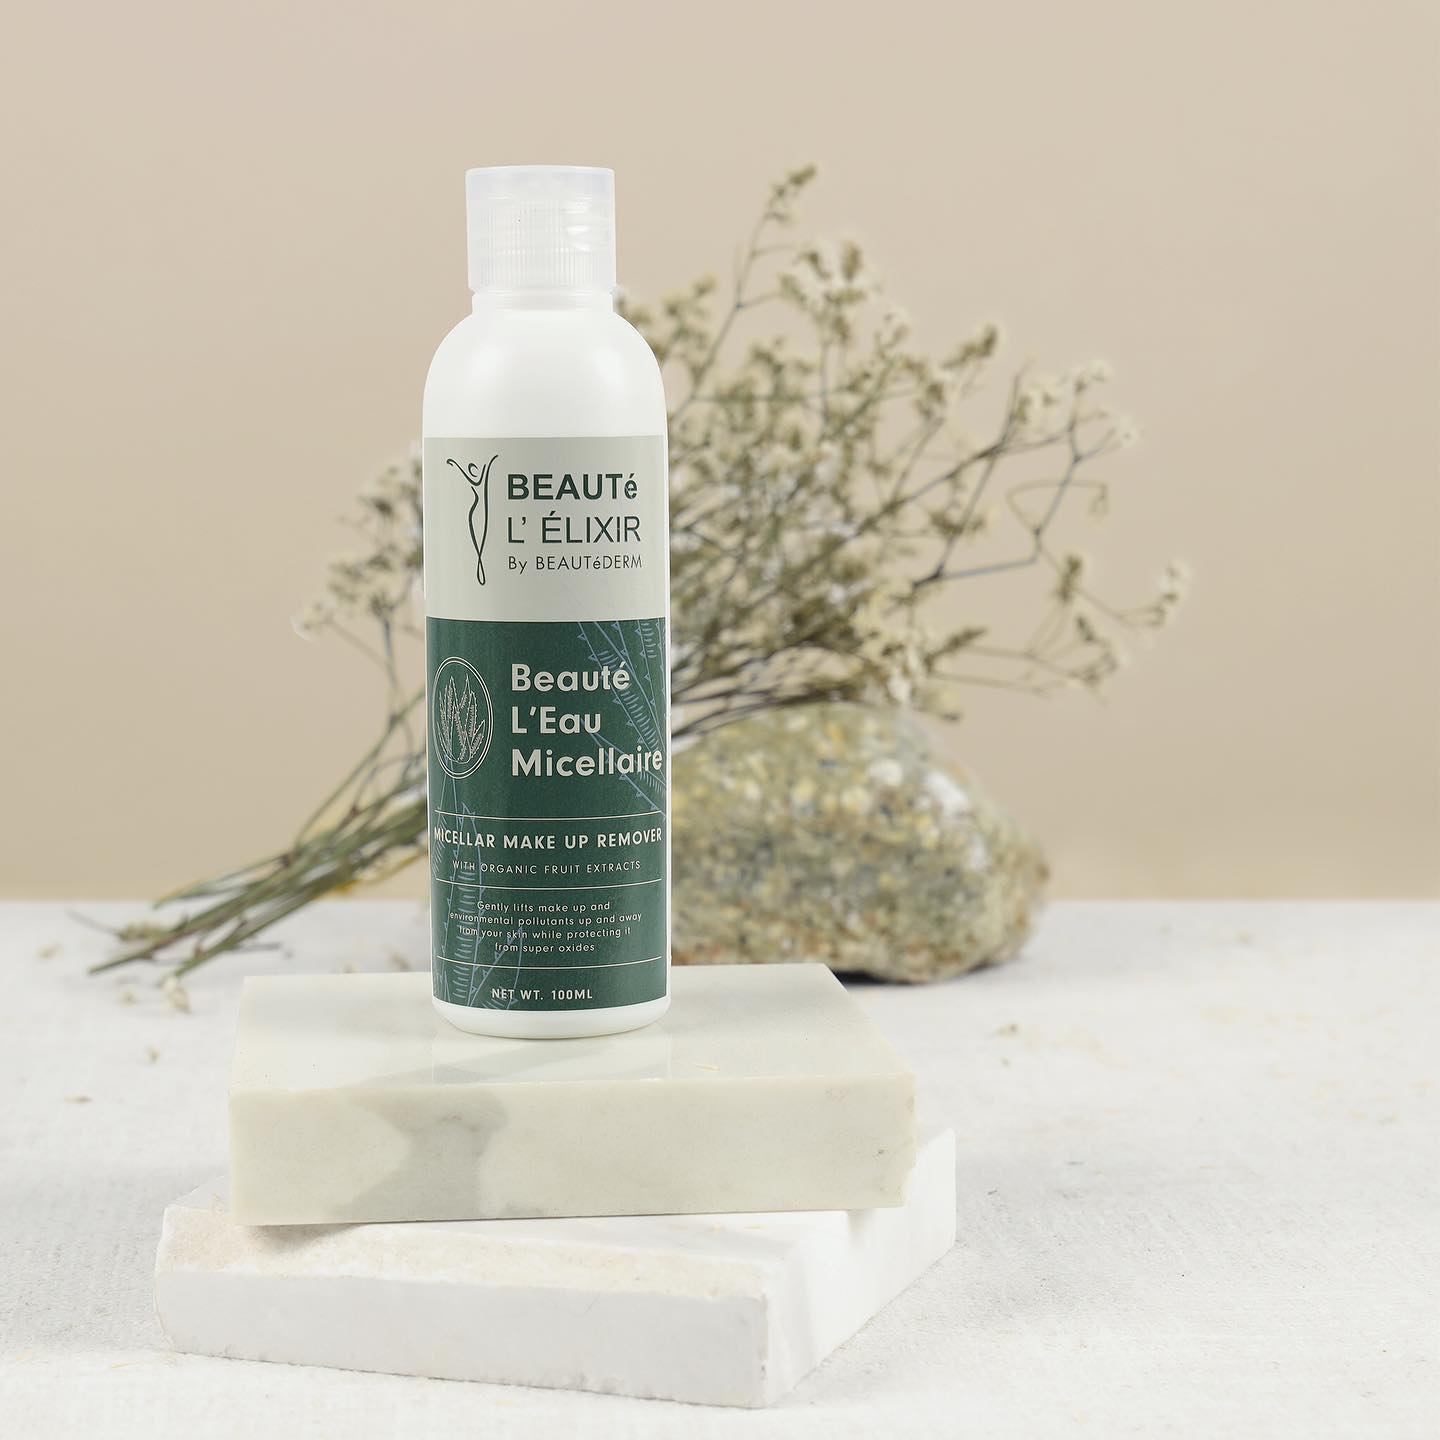 BEAUTé
L' ÉLIXIR
By BEAUTéDERM
Beauté
L'Eau
Micellaire
MICELLAR MAKE UP REMOVER
WITH ORGANIC FRUIT EXTRACTS
Gently lifts make up and
environmental pollutants up and away
from your skin while protecting it
from super oxides
NET WT. 100ML